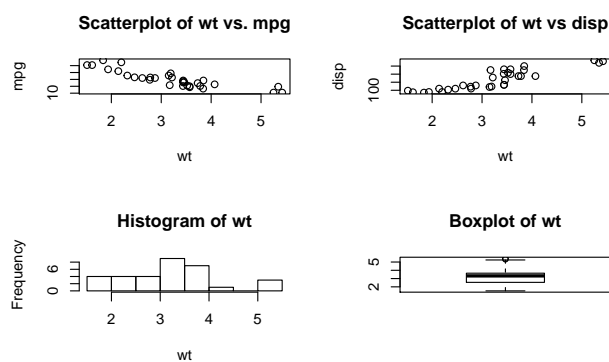 Scatterplot of wt vs. mpg
mpg
10
2 3 4 5
wt
Scatterplot of wt vs disp
disp
100
2 3 4 5
wt
Histogram of wt
Frequency
6
0
2 3 4 5
wt
Boxplot of wt
5
2